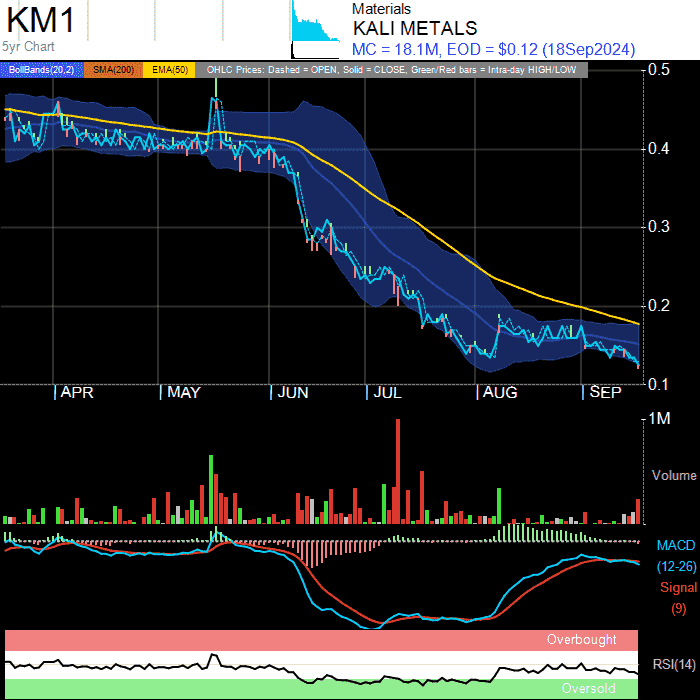 KM1
5yr Chart
Materials
KALI METALS
MC = 18.1M, EOD = $0.12 (18Sep2024)
BollBands(20,2) SMA(200) EMA(50) OHLC Prices: Dashed = OPEN, Solid = CLOSE, Green/Red bars = Intra-day HIGH/LOW
0.5
0.4
0.3
0.2
0.1
APR MAY JUN JUL AUG SEP
1M
Volume
MACD
(12-26)
Signal
(9)
Overbought
RSI(14)
Oversold